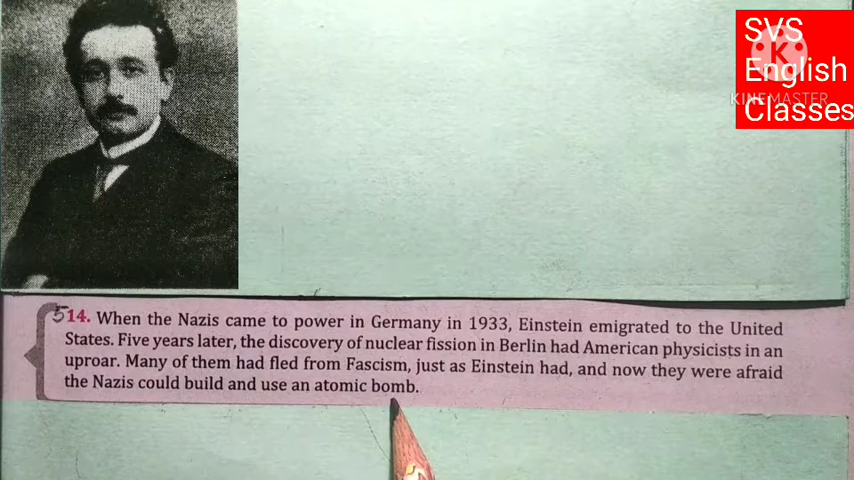 SVS
English
Classes
K
KINEMASTER
514. When the Nazis came to power in Germany in 1933, Einstein emigrated to the United
States. Five years later, the discovery of nuclear fission in Berlin had American physicists in an
uproar. Many of them had fled from Fascism, just as Einstein had, and now they were afraid
the Nazis could build and use an atomic bomb.